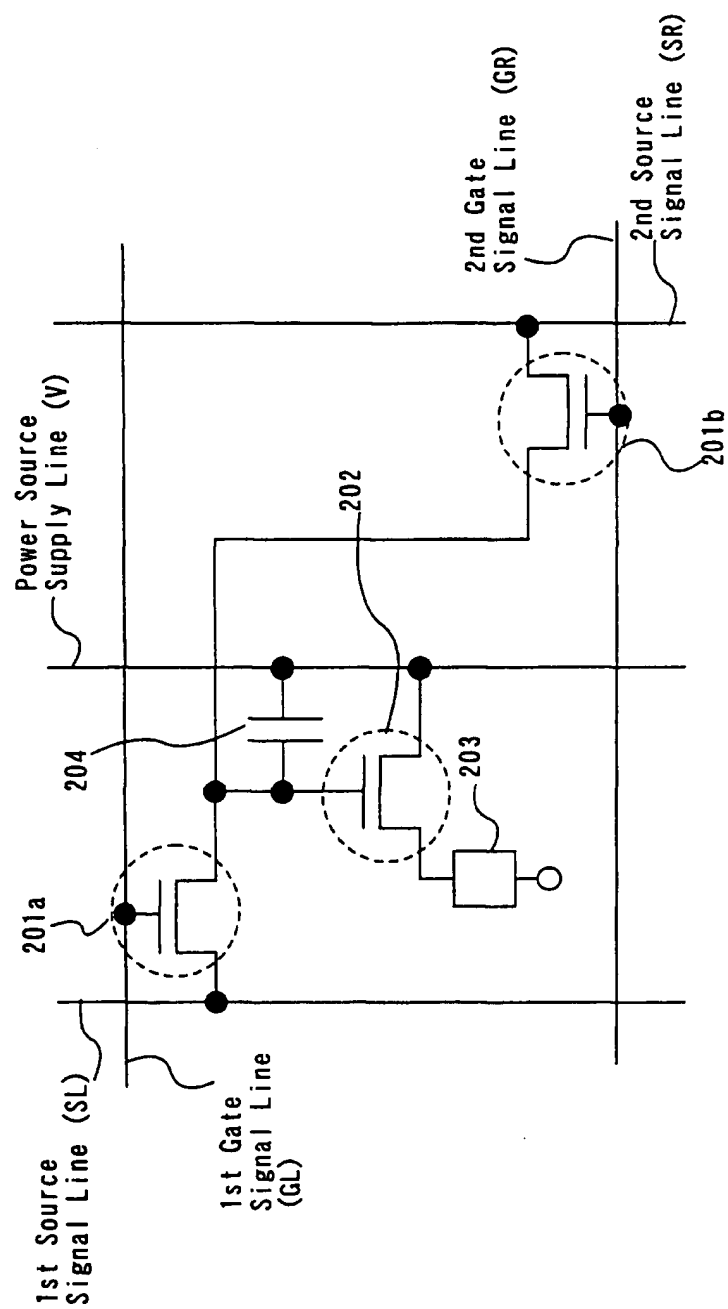 1st Source
Signal Line (SL)
1st Gate
Signal Line
(GL)
201a
204
Power Source
Supply Line (V)
202
203
2nd Gate
Signal Line (GR)
2nd Source
Signal Line (SR)
201b